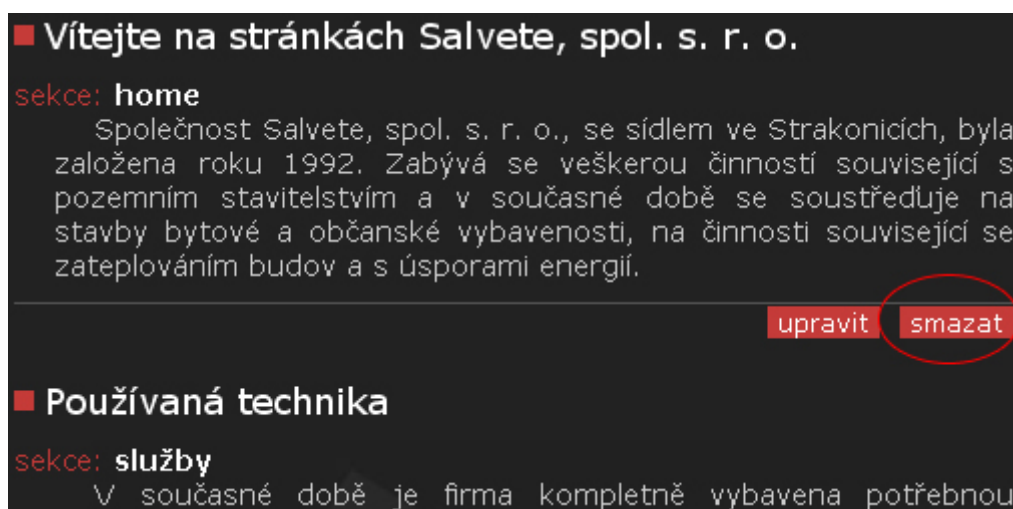 Vítejte na stránkách Salvete, spol. s. r. o.
sekce: home
Společnost Salvete, spol. s. r. o., se sídlem ve Strakonicích, byla
založena roku 1992. Zabývá se veškerou činností související s
pozemním stavitelstvím a v současné době se soustřeďuje na
stavby bytové a občanské vybavenosti, na činnosti související se
zateplováním budov a s úsporami energií.
upravit smazat
Používaná technika
sekce: služby
V současné době je firma kompletně vybavena potřebnou